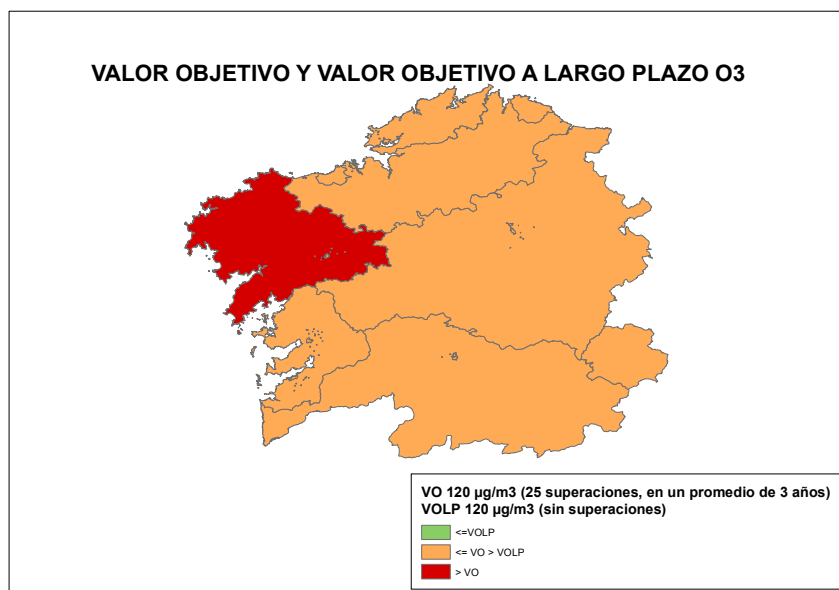 VALOR OBJETIVO Y VALOR OBJETIVO A LARGO PLAZO O3
VO 120 µg/m3 (25 superaciones, en un promedio de 3 años)
VOLP 120 µg/m3 (sin superaciones)
<=VOLP
<= VO > VOLP
> VO